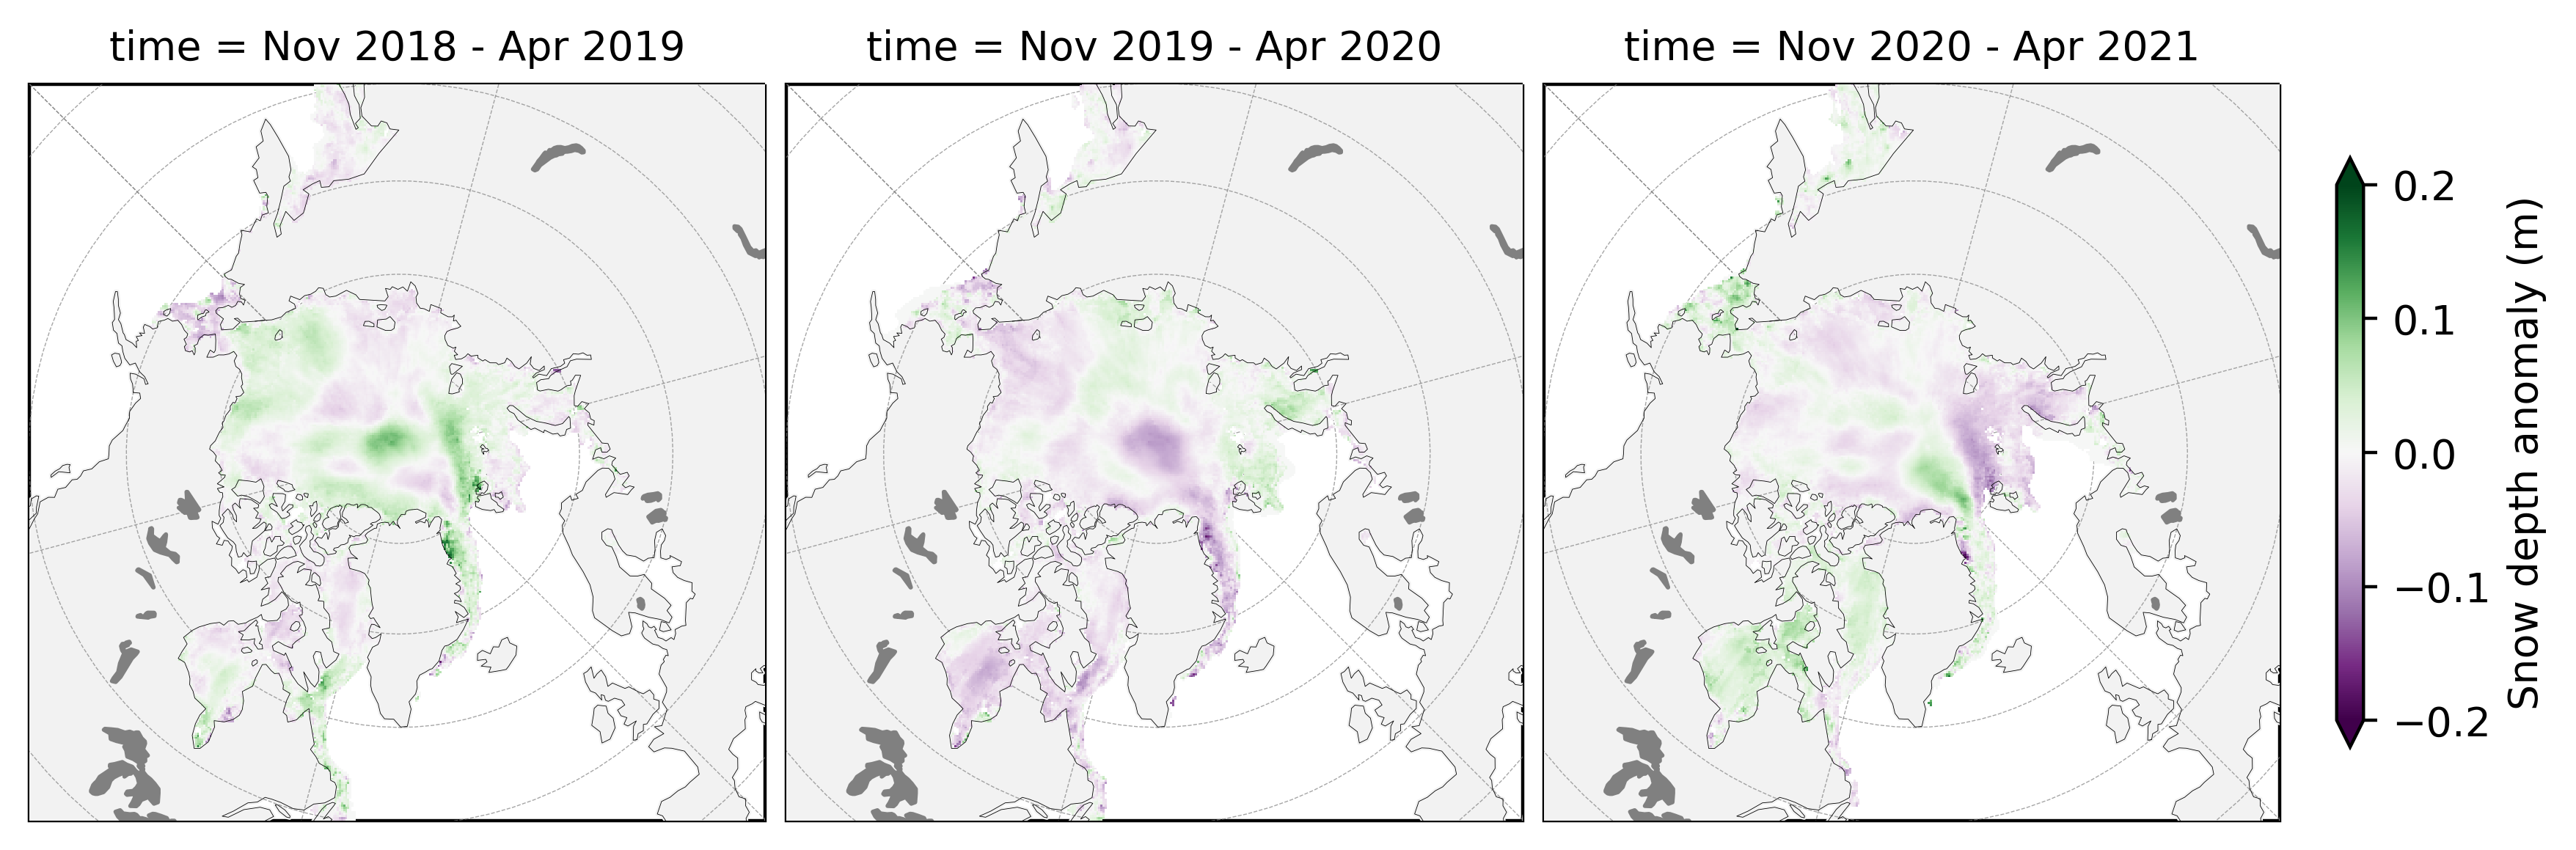 time = Nov 2018 - Apr 2019
time = Nov 2019 - Apr 2020
time = Nov 2020 - Apr 2021
0.2
0.1
0.0
−0.1
−0.2
Snow depth anomaly (m)